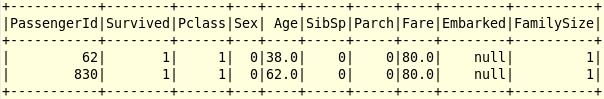 +-----------+--------+------+---+----+-----+-----+----+--------+----------+
|PassengerId|Survived|Pclass|Sex| Age|SibSp|Parch|Fare|Embarked|FamilySize|
+-----------+--------+------+---+----+-----+-----+----+--------+----------+
|         62|       1|     1|  0|38.0|    0|    0|80.0|    null|         1|
|        830|       1|     1|  0|62.0|    0|    0|80.0|    null|         1|
+-----------+--------+------+---+----+-----+-----+----+--------+----------+